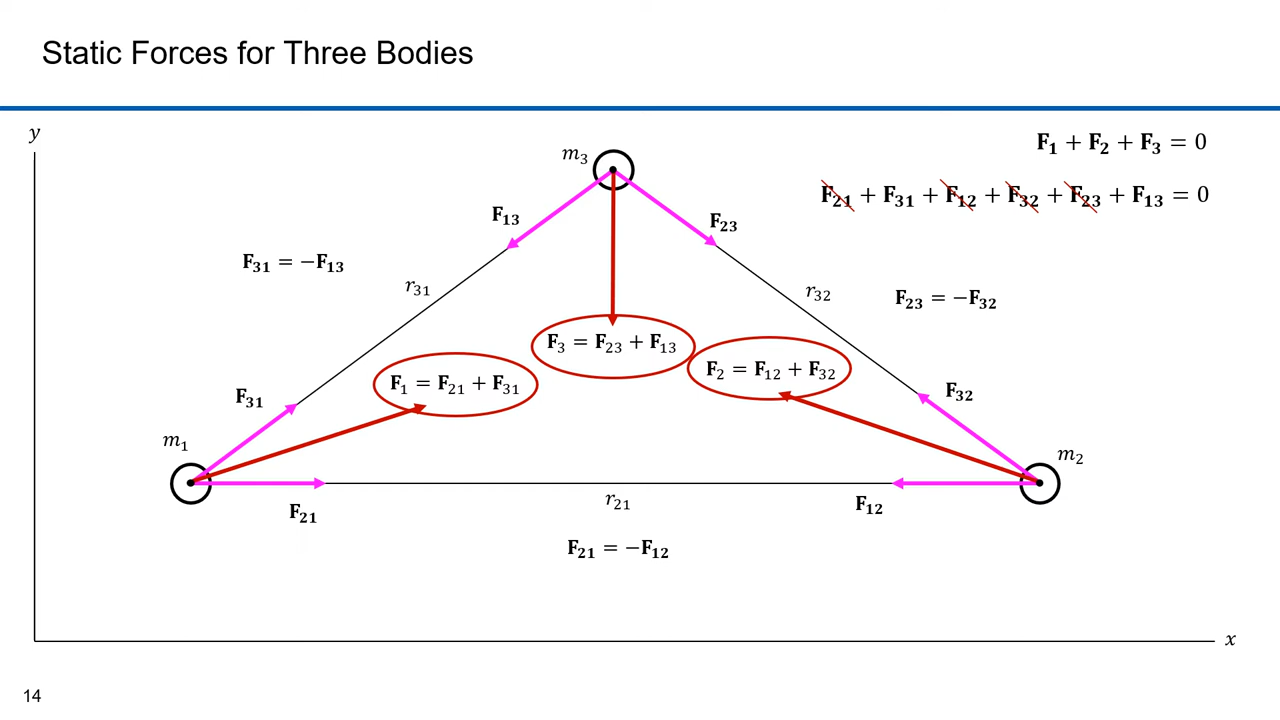 Static Forces for Three Bodies
y
F₁ + F₂ + F₃ = 0
m₃
F₂₁ + F₃₁ + F₁₂ + F₃₂ + F₂₃ + F₁₃ = 0
F₁₃
F₂₃
F₃₁ = −F₁₃
r₃₁
r₃₂
F₂₃ = −F₃₂
F₃ = F₂₃ + F₁₃
F₂ = F₁₂ + F₃₂
F₁ = F₂₁ + F₃₁
F₃₁
F₃₂
m₁
m₂
F₂₁
r₂₁
F₁₂
F₂₁ = −F₁₂
x
14